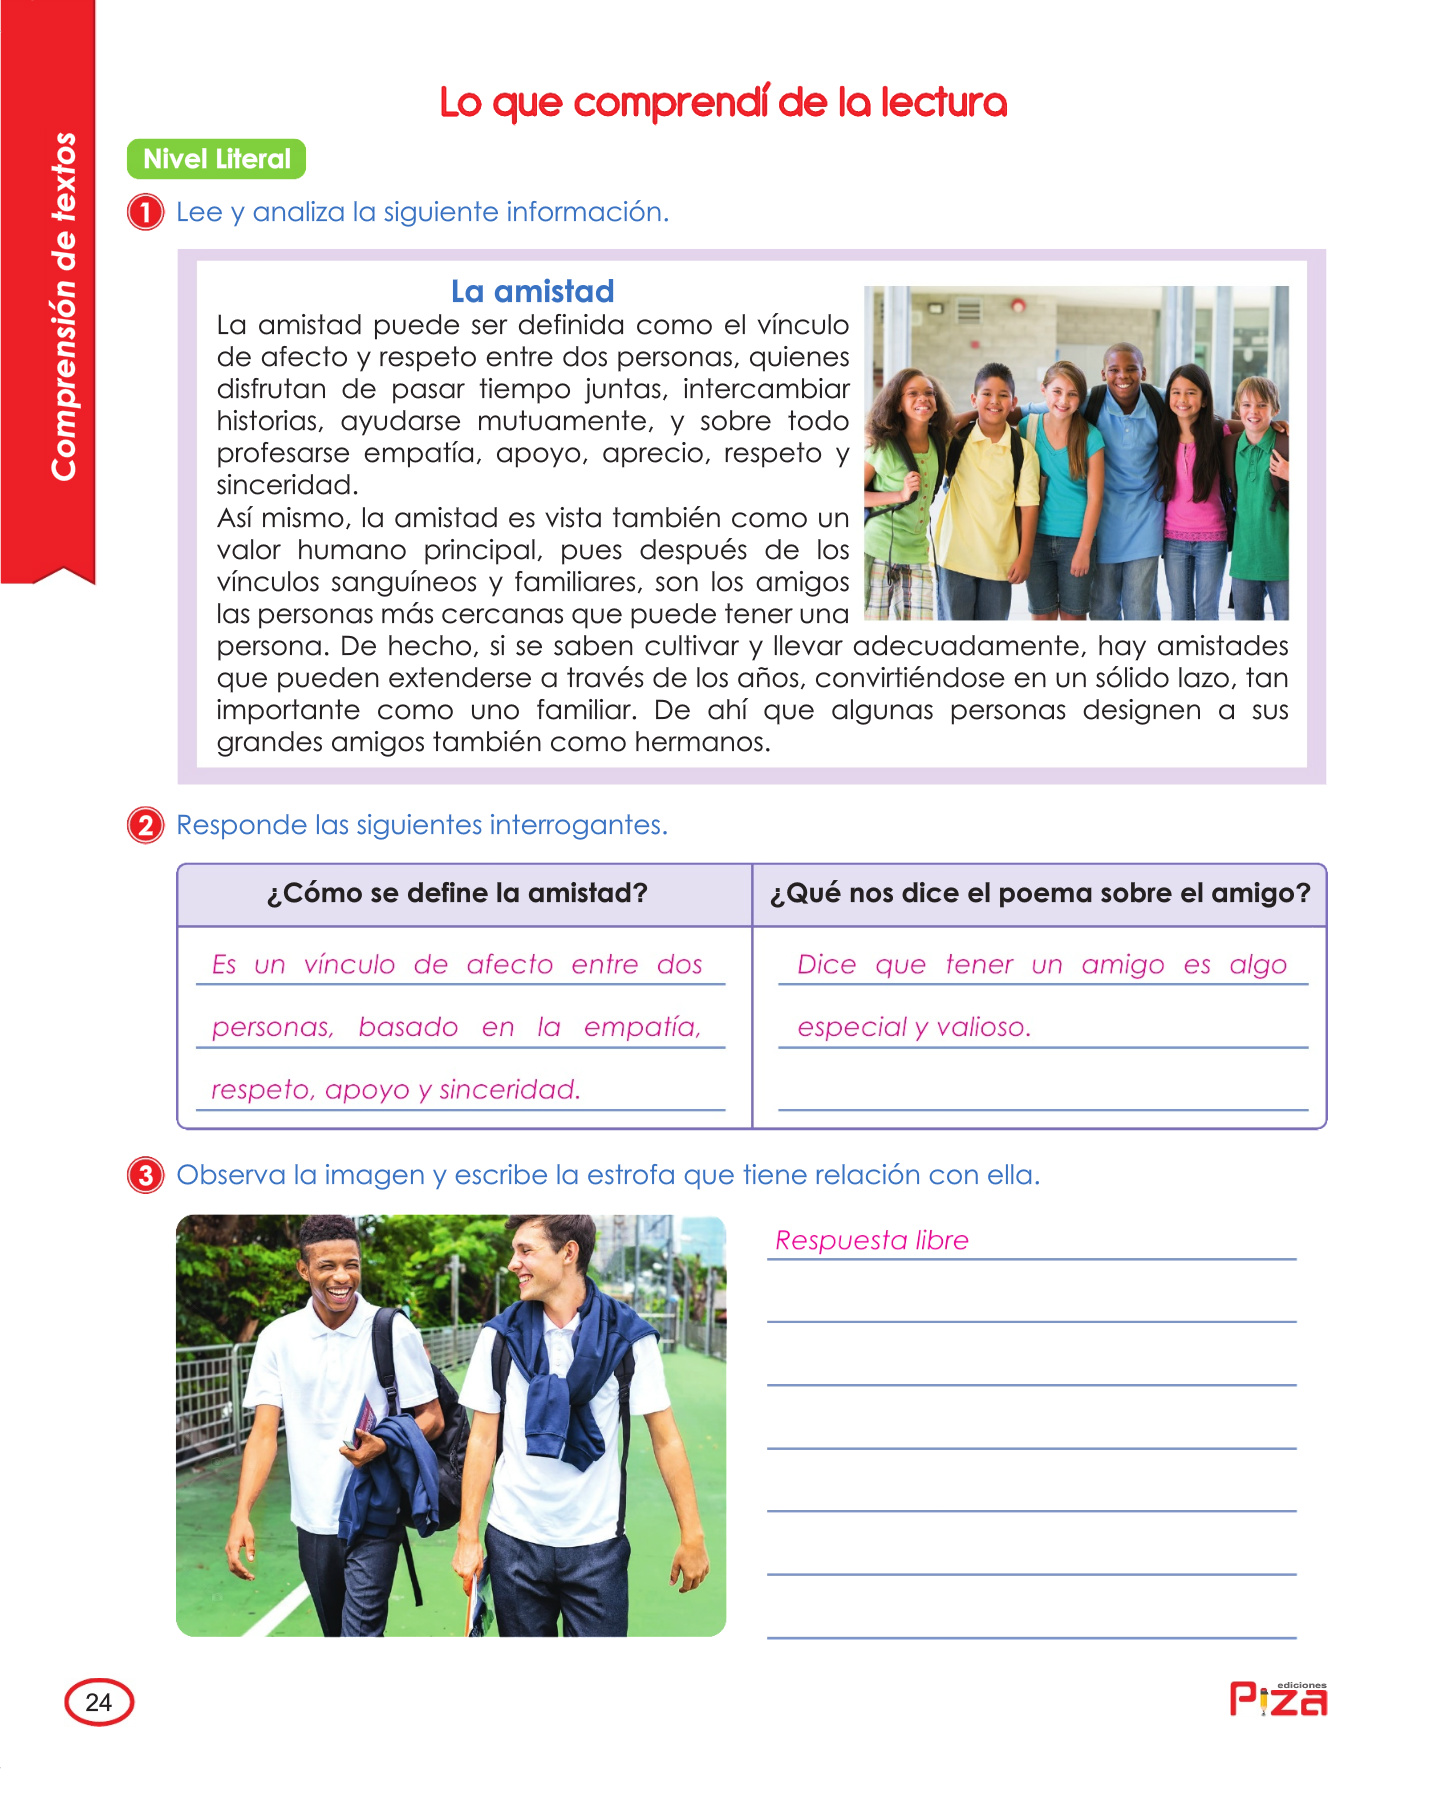 Comprensión de textos
Lo que comprendí de la lectura
Nivel Literal
1 Lee y analiza la siguiente información.
La amistad
La amistad puede ser definida como el vínculo
de afecto y respeto entre dos personas, quienes
disfrutan de pasar tiempo juntas, intercambiar
historias, ayudarse mutuamente, y sobre todo
profesarse empatía, apoyo, aprecio, respeto y
sinceridad.
Así mismo, la amistad es vista también como un
valor humano principal, pues después de los
vínculos sanguíneos y familiares, son los amigos
las personas más cercanas que puede tener una
persona. De hecho, si se saben cultivar y llevar adecuadamente, hay amistades
que pueden extenderse a través de los años, convirtiéndose en un sólido lazo, tan
importante como uno familiar. De ahí que algunas personas designen a sus
grandes amigos también como hermanos.
2 Responde las siguientes interrogantes.
¿Cómo se define la amistad?
Es un vínculo de afecto entre dos
personas, basado en la empatía,
respeto, apoyo y sinceridad.
¿Qué nos dice el poema sobre el amigo?
Dice que tener un amigo es algo
especial y valioso.
3 Observa la imagen y escribe la estrofa que tiene relación con ella.
Respuesta libre
24
ediciones
Piza